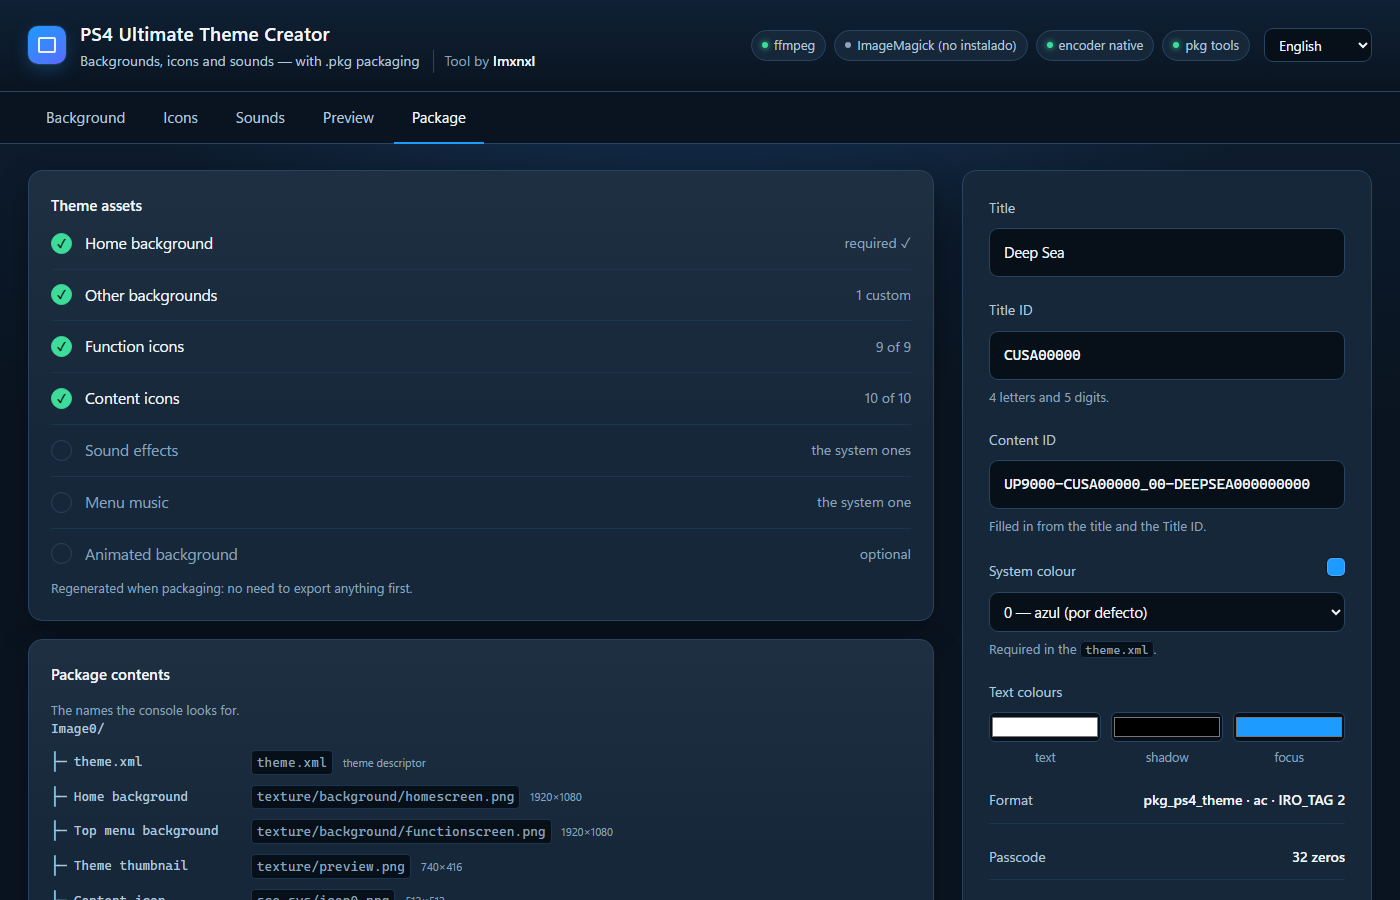 PS4 Ultimate Theme Creator
Backgrounds, icons and sounds — with .pkg packaging
Tool by lmxnxl
ffmpeg
ImageMagick (no instalado)
encoder native
pkg tools
English
Background
Icons
Sounds
Preview
Package
Theme assets
Home background
required ✓
Other backgrounds
1 custom
Function icons
9 of 9
Content icons
10 of 10
Sound effects
the system ones
Menu music
the system one
Animated background
optional
Regenerated when packaging: no need to export anything first.
Package contents
The names the console looks for.
Image0/
├─ theme.xml
theme.xml
theme descriptor
├─ Home background
texture/background/homescreen.png
1920×1080
├─ Top menu background
texture/background/functionscreen.png
1920×1080
├─ Theme thumbnail
texture/preview.png
740×416
├─ Content icon
sce_sys/icon0.png
512×512
Title
Deep Sea
Title ID
CUSA00000
4 letters and 5 digits.
Content ID
UP9000-CUSA00000_00-DEEPSEA000000000
Filled in from the title and the Title ID.
System colour
0 — azul (por defecto)
Required in the theme.xml.
Text colours
text
shadow
focus
Format
pkg_ps4_theme · ac · IRO_TAG 2
Passcode
32 zeros